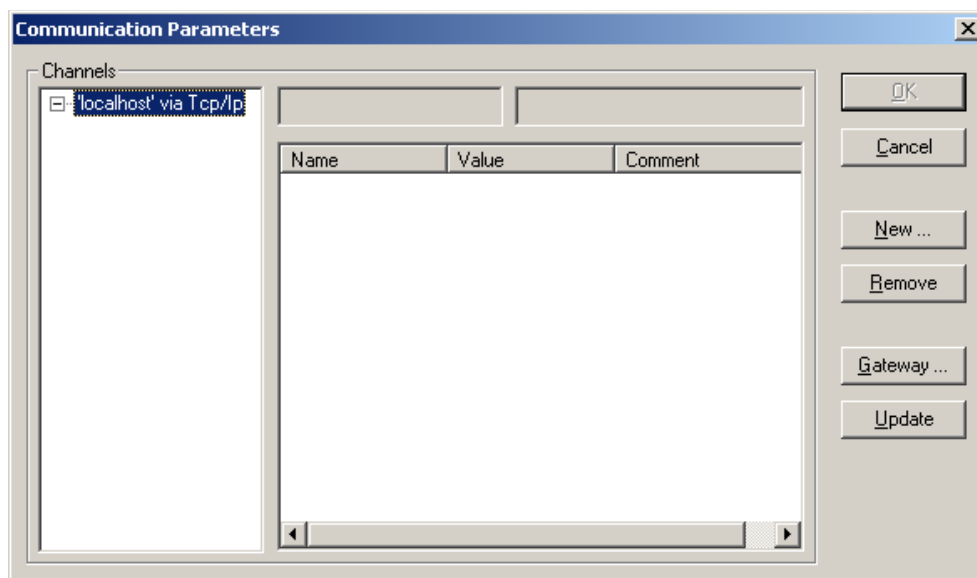 Communication Parameters
Channels
'localhost' via Tcp/Ip
Name Value Comment
OK
Cancel
New ...
Remove
Gateway ...
Update